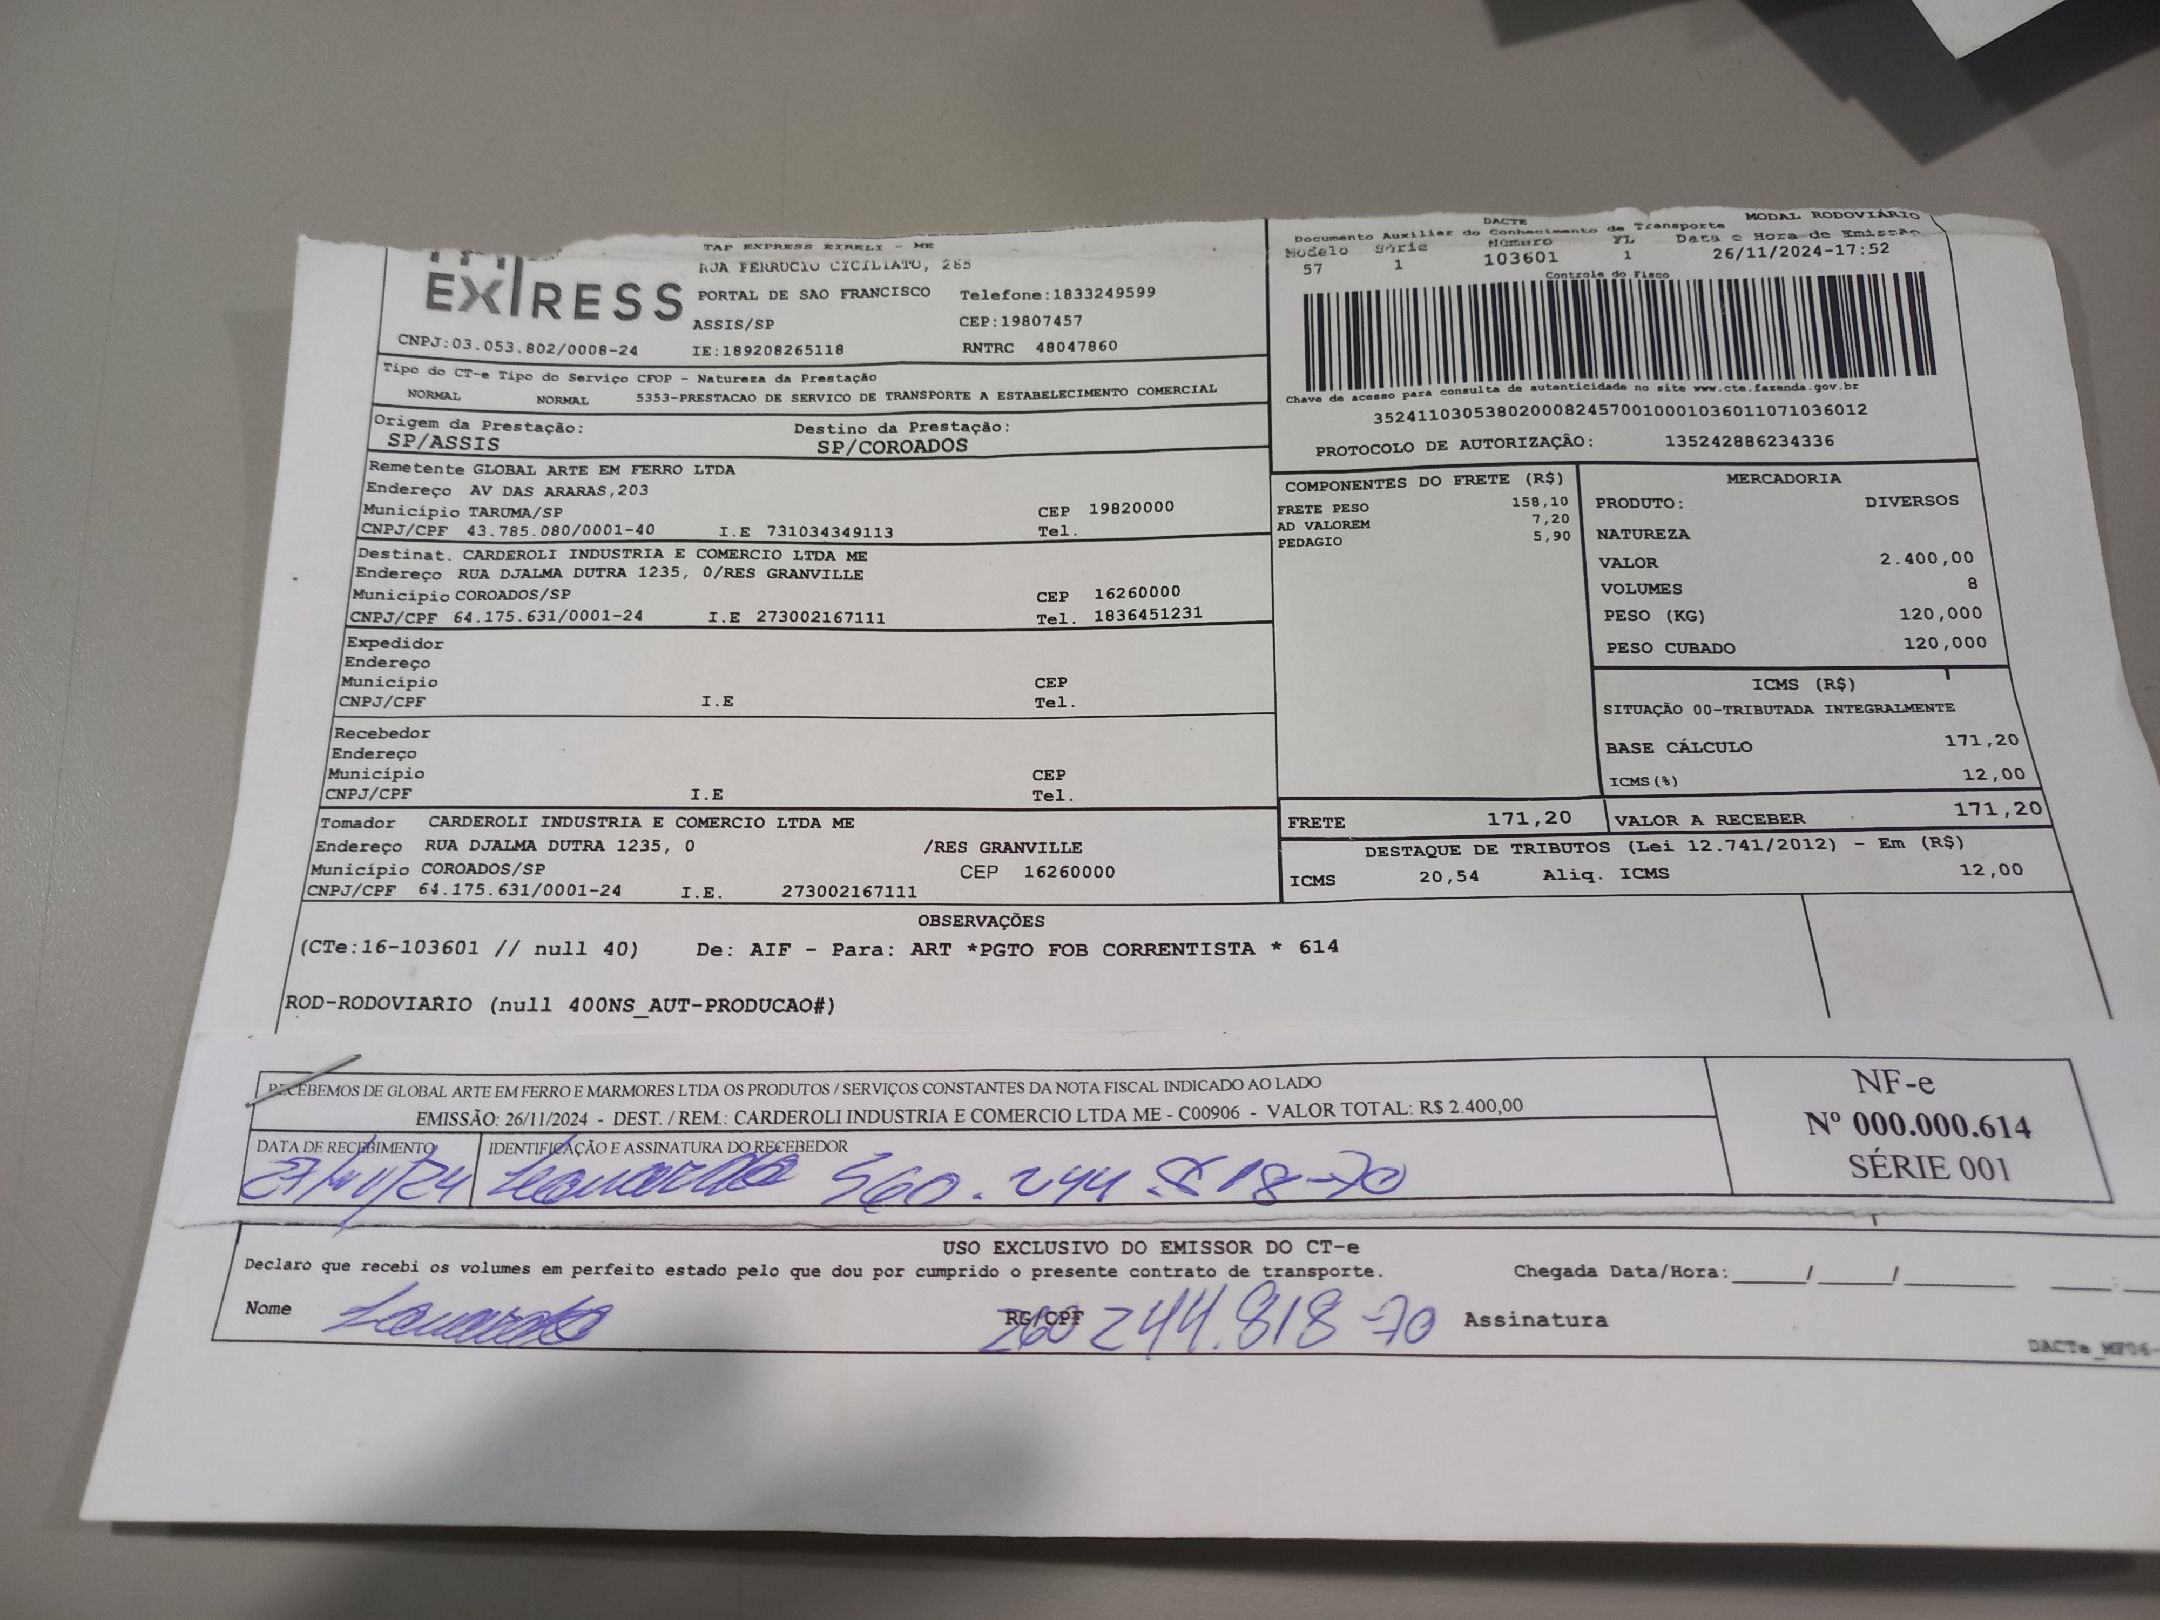 EXPRESS
TAP EXPRESS EIRELI - ME
RUA FERRUCIO CICILIATO, 265
PORTAL DE SAO FRANCISCO Telefone:1833249599
ASSIS/SP CEP:19807457
CNPJ:03.053.802/0008-24 IE:189208265118 RNTRC 48047860
DACTE MODAL RODOVIÁRIO
Documento Auxiliar do Conhecimento de Transporte
Modelo Série Número FL Data e Hora de Emissão
57 1 103601 1 26/11/2024-17:52
Controle do Fisco
Chave de acesso para consulta de autenticidade no site www.cte.fazenda.gov.br
35241103053802000824570010001036011071036012
PROTOCOLO DE AUTORIZAÇÃO: 135242886234336
Tipo do CT-e Tipo do Serviço CFOP - Natureza da Prestação
NORMAL NORMAL 5353-PRESTACAO DE SERVICO DE TRANSPORTE A ESTABELECIMENTO COMERCIAL
Origem da Prestação: Destino da Prestação:
SP/ASSIS SP/COROADOS
Remetente GLOBAL ARTE EM FERRO LTDA
Endereço AV DAS ARARAS,203
Município TARUMA/SP CEP 19820000
CNPJ/CPF 43.785.080/0001-40 I.E 731034349113 Tel.
Destinat. CARDEROLI INDUSTRIA E COMERCIO LTDA ME
Endereço RUA DJALMA DUTRA 1235, 0/RES GRANVILLE
Município COROADOS/SP CEP 16260000
CNPJ/CPF 64.175.631/0001-24 I.E 273002167111 Tel. 1836451231
Expedidor
Endereço
Município CEP
CNPJ/CPF I.E Tel.
Recebedor
Endereço
Município CEP
CNPJ/CPF I.E Tel.
Tomador CARDEROLI INDUSTRIA E COMERCIO LTDA ME
Endereço RUA DJALMA DUTRA 1235, 0 /RES GRANVILLE
Município COROADOS/SP CEP 16260000
CNPJ/CPF 64.175.631/0001-24 I.E. 273002167111
COMPONENTES DO FRETE (R$)
FRETE PESO 158,10
AD VALOREM 7,20
PEDAGIO 5,90
MERCADORIA
PRODUTO: DIVERSOS
NATUREZA
VALOR 2.400,00
VOLUMES 8
PESO (KG) 120,000
PESO CUBADO 120,000
ICMS (R$)
SITUAÇÃO 00-TRIBUTADA INTEGRALMENTE
BASE CÁLCULO 171,20
ICMS(%) 12,00
FRETE 171,20 VALOR A RECEBER 171,20
DESTAQUE DE TRIBUTOS (Lei 12.741/2012) - Em (R$)
ICMS 20,54 Aliq. ICMS 12,00
OBSERVAÇÕES
(CTe:16-103601 // null 40) De: AIF - Para: ART *PGTO FOB CORRENTISTA * 614
ROD-RODOVIARIO (null 400NS_AUT-PRODUCAO#)
RECEBEMOS DE GLOBAL ARTE EM FERRO E MARMORES LTDA OS PRODUTOS / SERVIÇOS CONSTANTES DA NOTA FISCAL INDICADO AO LADO
EMISSÃO: 26/11/2024 - DEST. / REM.: CARDEROLI INDUSTRIA E COMERCIO LTDA ME - C00906 - VALOR TOTAL: R$ 2.400,00
DATA DE RECEBIMENTO IDENTIFICAÇÃO E ASSINATURA DO RECEBEDOR
Leonardo 560.244.818-70
NF-e
Nº 000.000.614
SÉRIE 001
USO EXCLUSIVO DO EMISSOR DO CT-e
Declaro que recebi os volumes em perfeito estado pelo que dou por cumprido o presente contrato de transporte. Chegada Data/Hora:____/____/______
Nome Leonardo RG/CPF 244.818-70 Assinatura